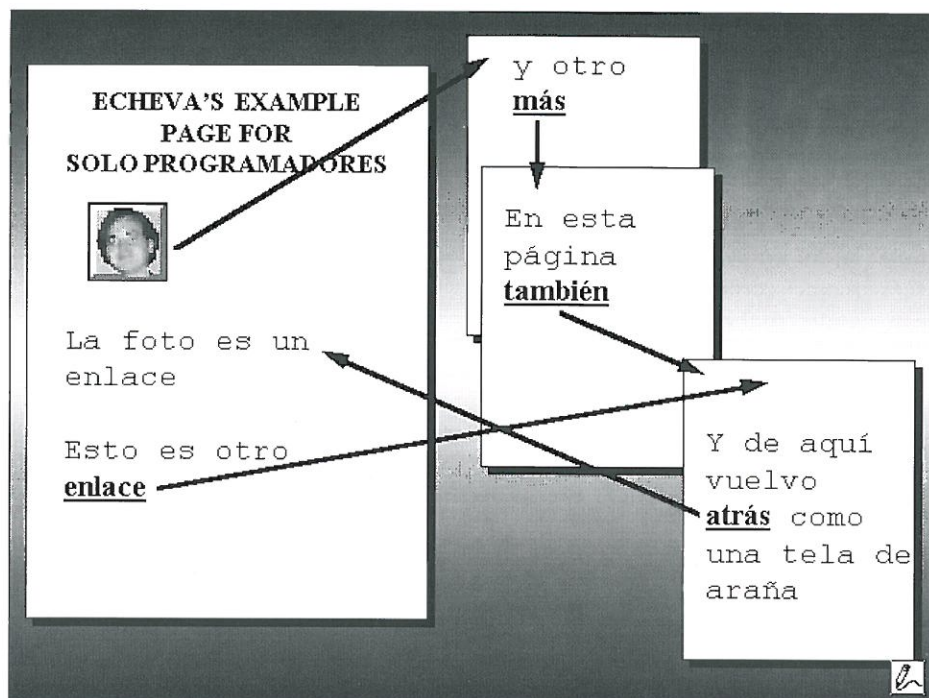 ECHEVA'S EXAMPLE
PAGE FOR
SOLO PROGRAMADORES
La foto es un
enlace
Esto es otro
enlace
y otro
más
En esta
página
también
Y de aquí
vuelvo
atrás como
una tela de
araña